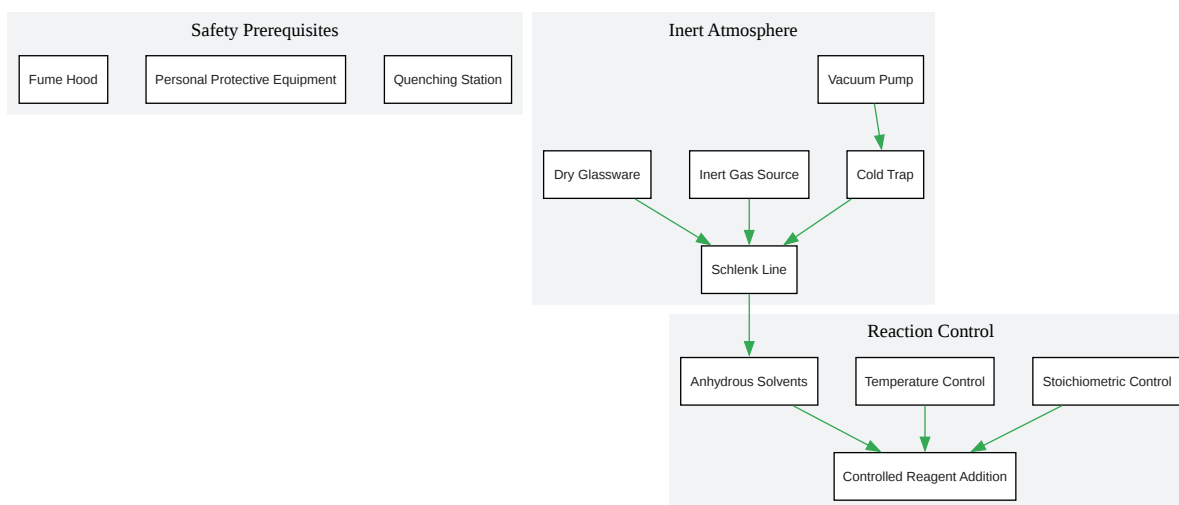 Safety Prerequisites
Fume Hood
Personal Protective Equipment
Quenching Station
Inert Atmosphere
Vacuum Pump
Dry Glassware
Inert Gas Source
Cold Trap
Schlenk Line
Reaction Control
Anhydrous Solvents
Temperature Control
Stoichiometric Control
Controlled Reagent Addition